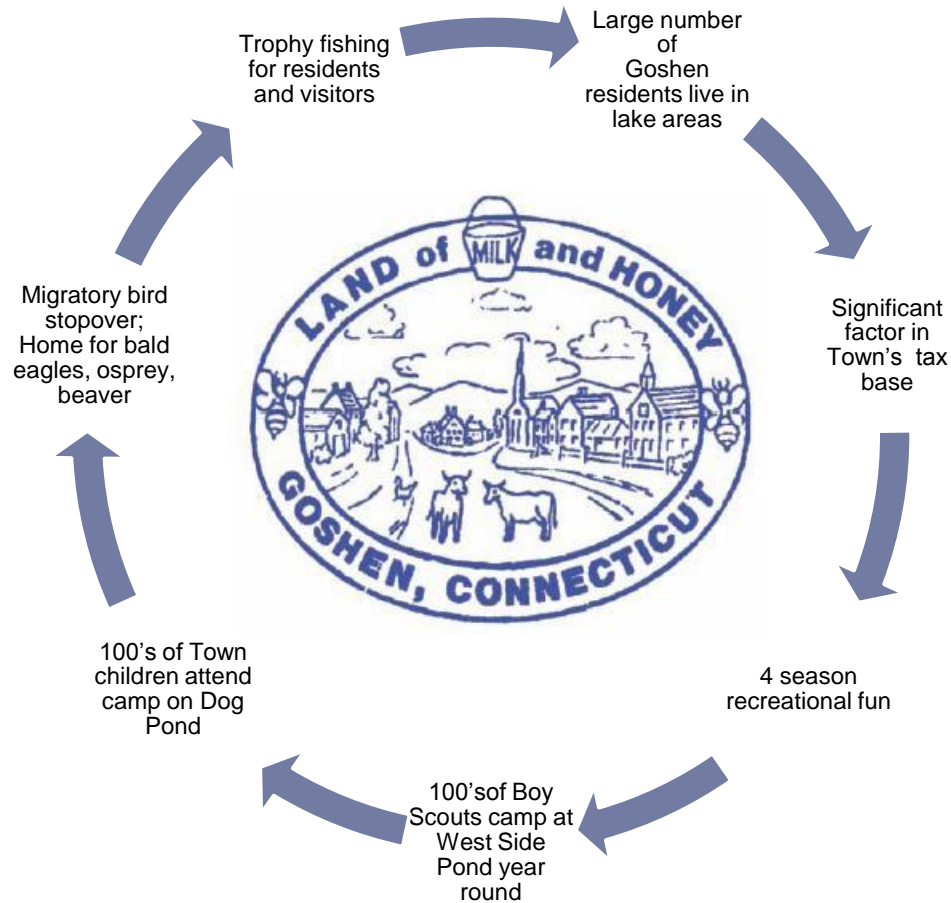 Trophy fishing
for residents
and visitors
Large number
of
Goshen
residents live in
lake areas
Significant
factor in
Town's tax
base
4 season
recreational fun
100'sof Boy
Scouts camp at
West Side
Pond year
round
100's of Town
children attend
camp on Dog
Pond
Migratory bird
stopover;
Home for bald
eagles, osprey,
beaver
LAND of MILK and HONEY
GOSHEN, CONNECTICUT